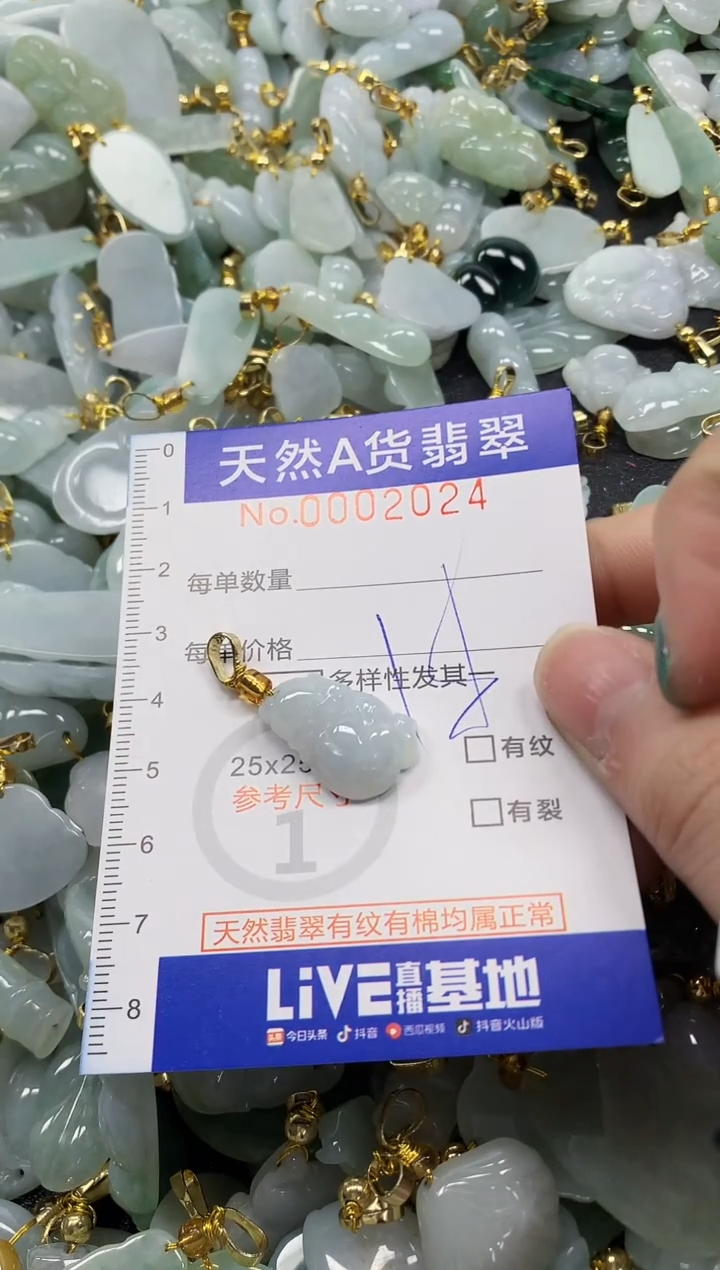 天然A货翡翠
No.0002024
0
1
2
3
4
5
6
7
8
每单数量
每单价格
多样性发其一
有纹
25x25
参考尺寸
有裂
1
天然翡翠有纹有棉均属正常
LiVE直播基地
头条 今日头条 抖音 西瓜视频 抖音火山版